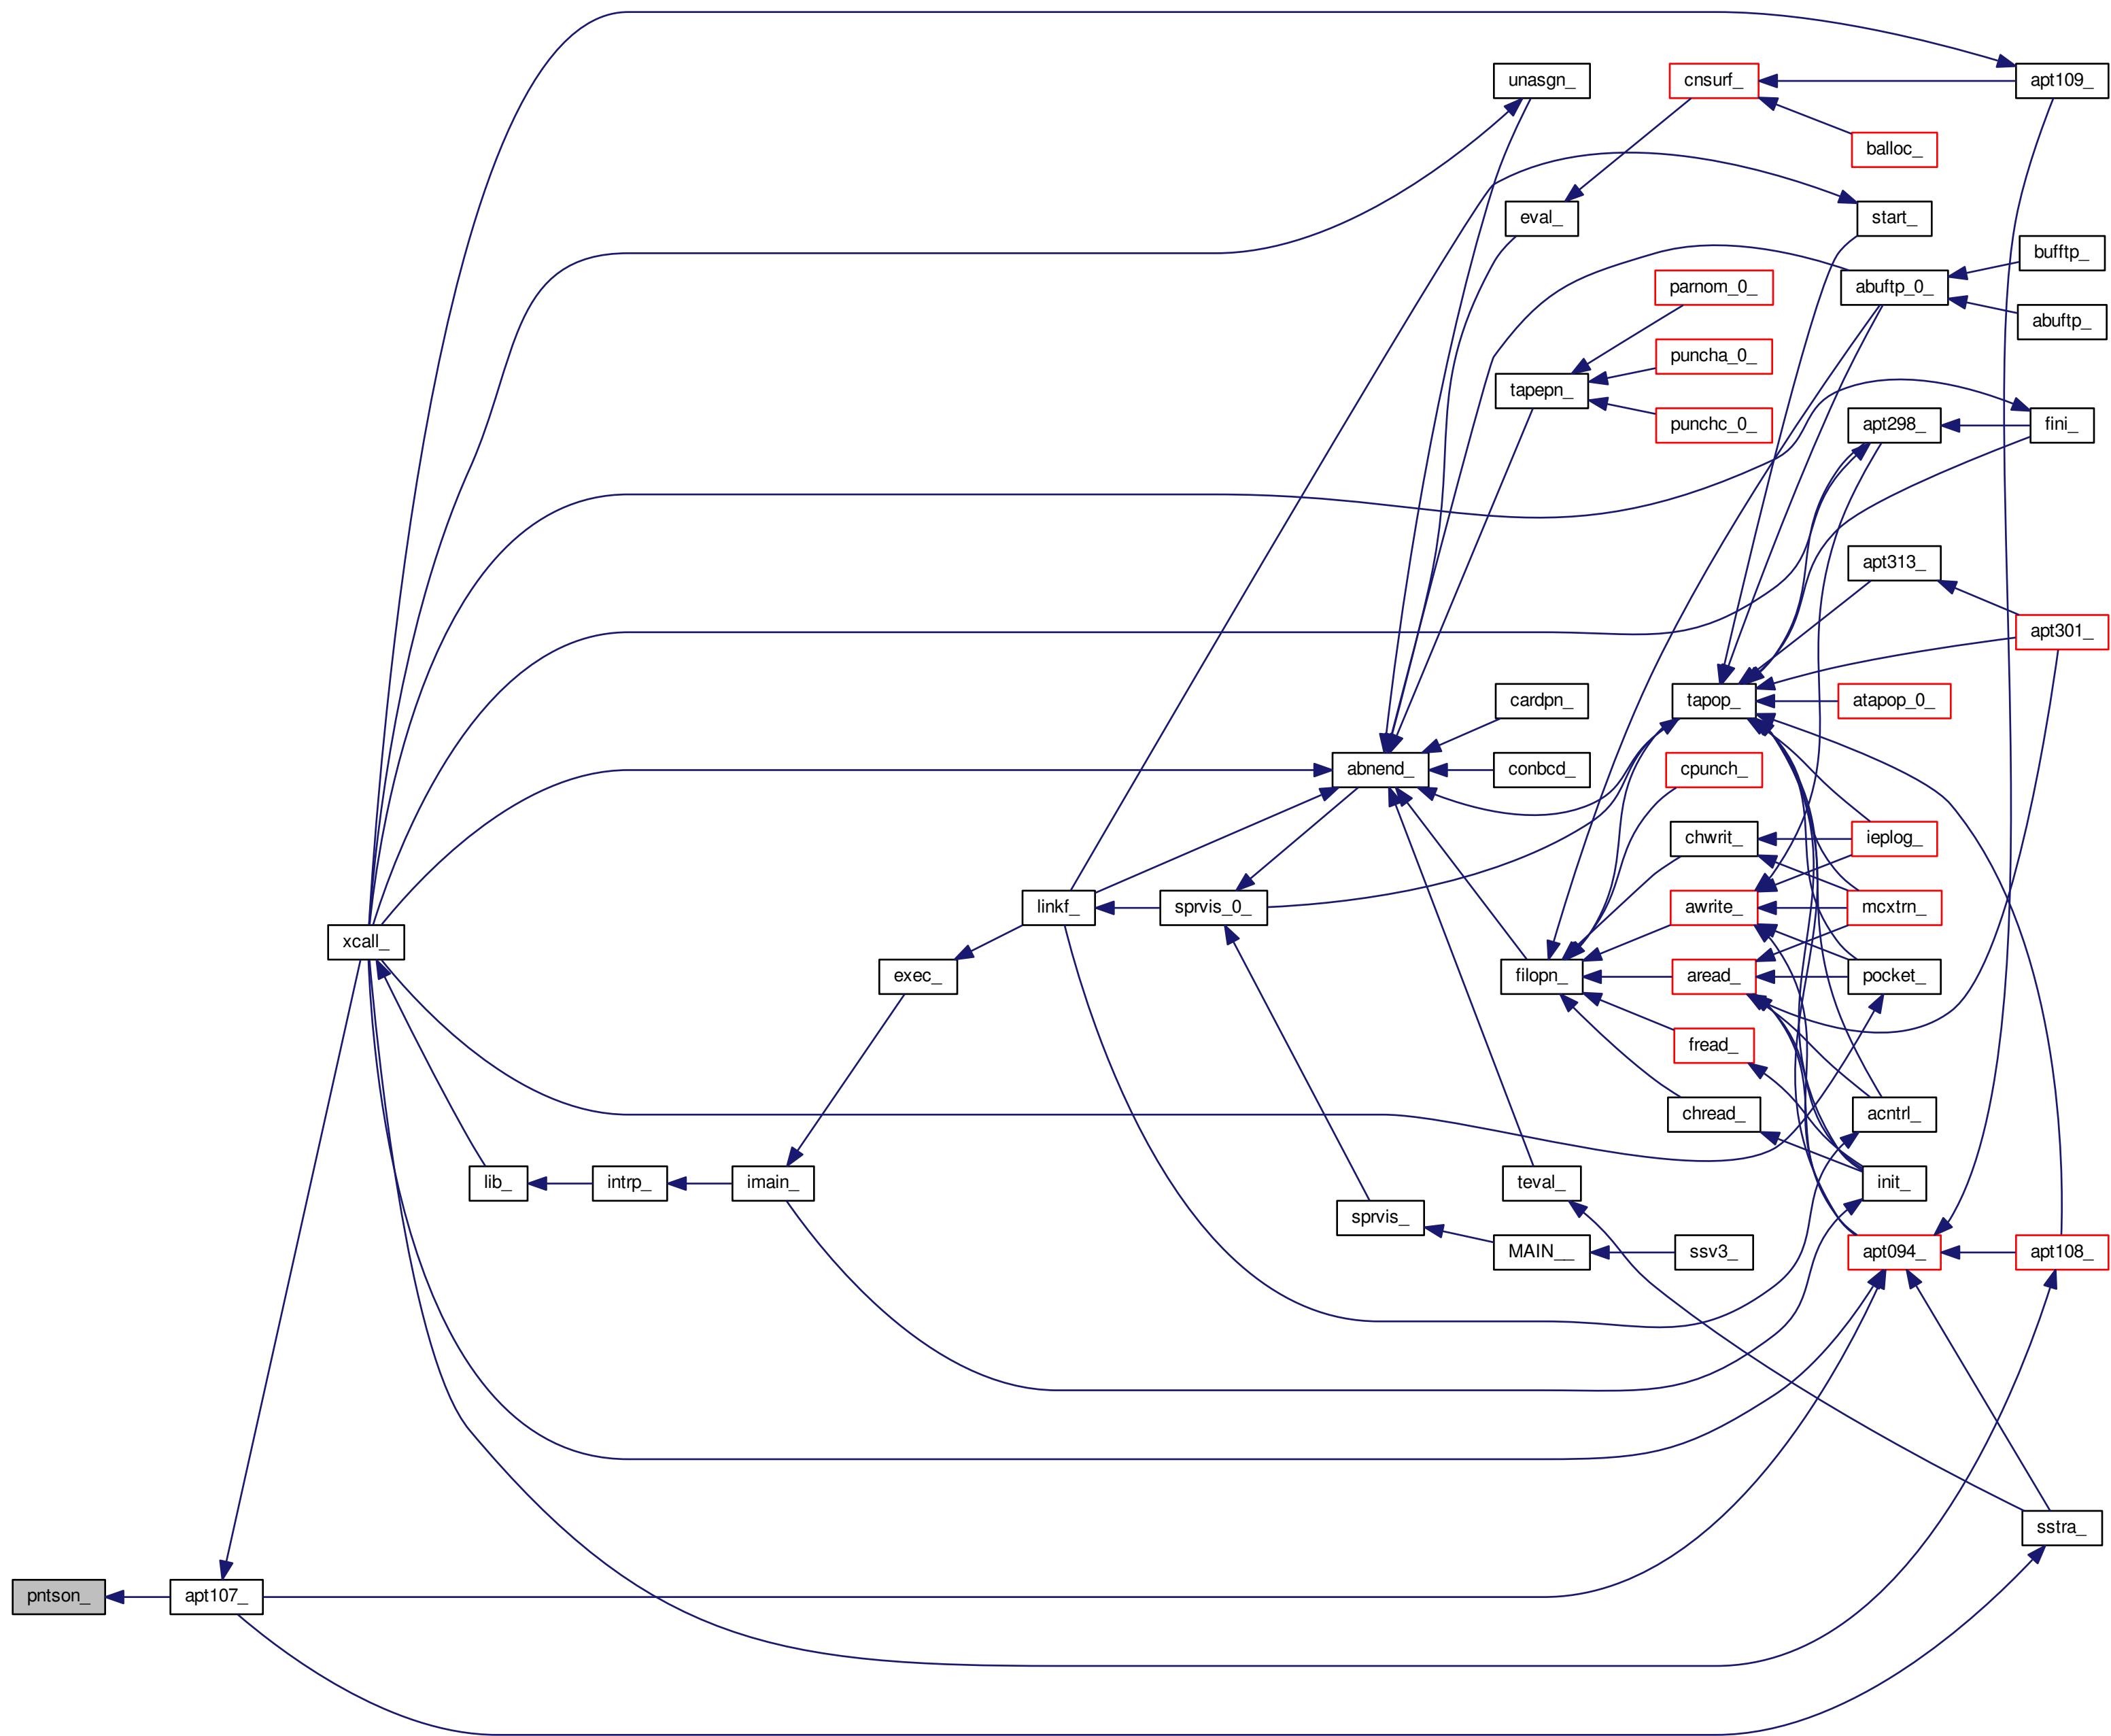 unasgn_
cnsurf_
apt109_
balloc_
eval_
start_
bufftp_
parnom_0_
abuftp_0_
abuftp_
puncha_0_
tapepn_
punchc_0_
apt298_
fini_
apt313_
apt301_
cardpn_
tapop_
atapop_0_
abnend_
conbcd_
cpunch_
chwrit_
ieplog_
linkf_
sprvis_0_
awrite_
mcxtrn_
xcall_
exec_
filopn_
aread_
pocket_
fread_
chread_
acntrl_
lib_
intrp_
imain_
teval_
init_
sprvis_
MAIN__
ssv3_
apt094_
apt108_
sstra_
pntson_
apt107_